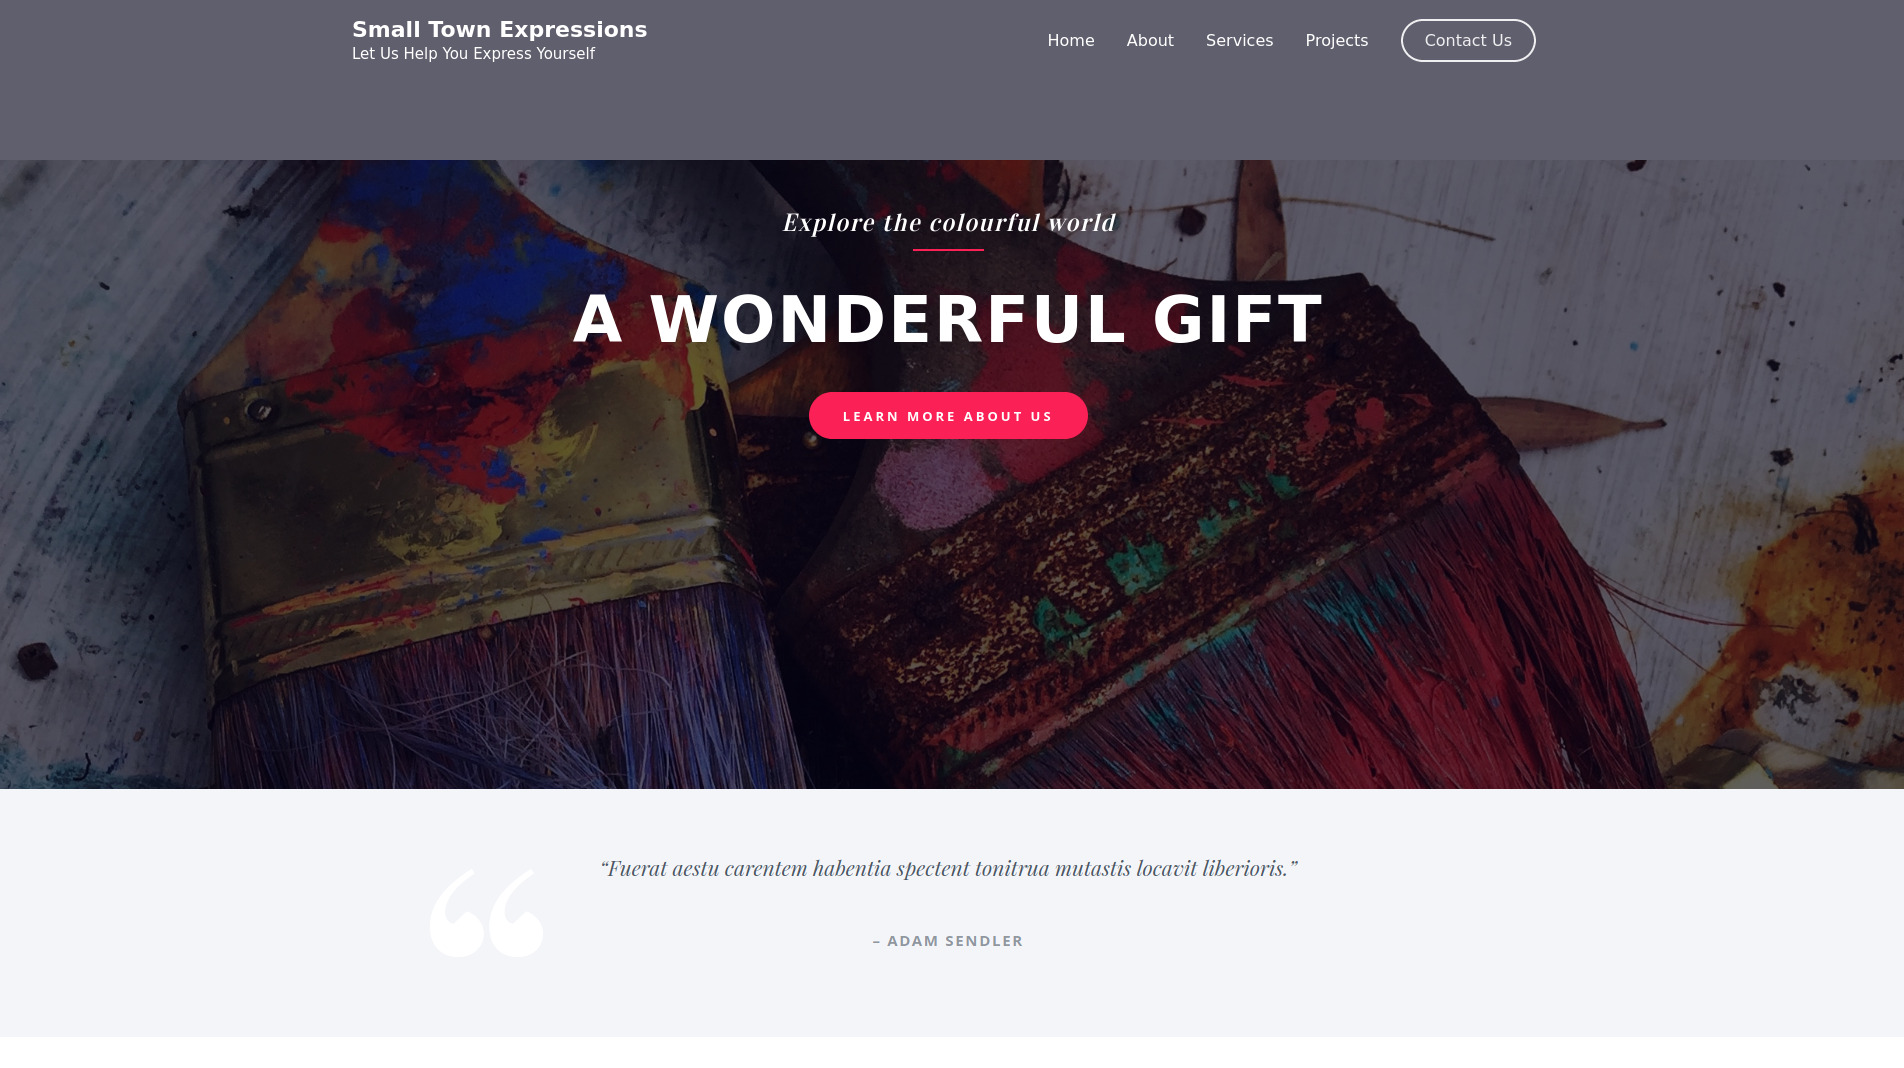 Small Town Expressions
Let Us Help You Express Yourself
Home About Services Projects Contact Us
Explore the colourful world
A WONDERFUL GIFT
LEARN MORE ABOUT US
“Fuerat aestu carentem habentia spectent tonitrua mutastis locavit liberioris.”
– ADAM SENDLER